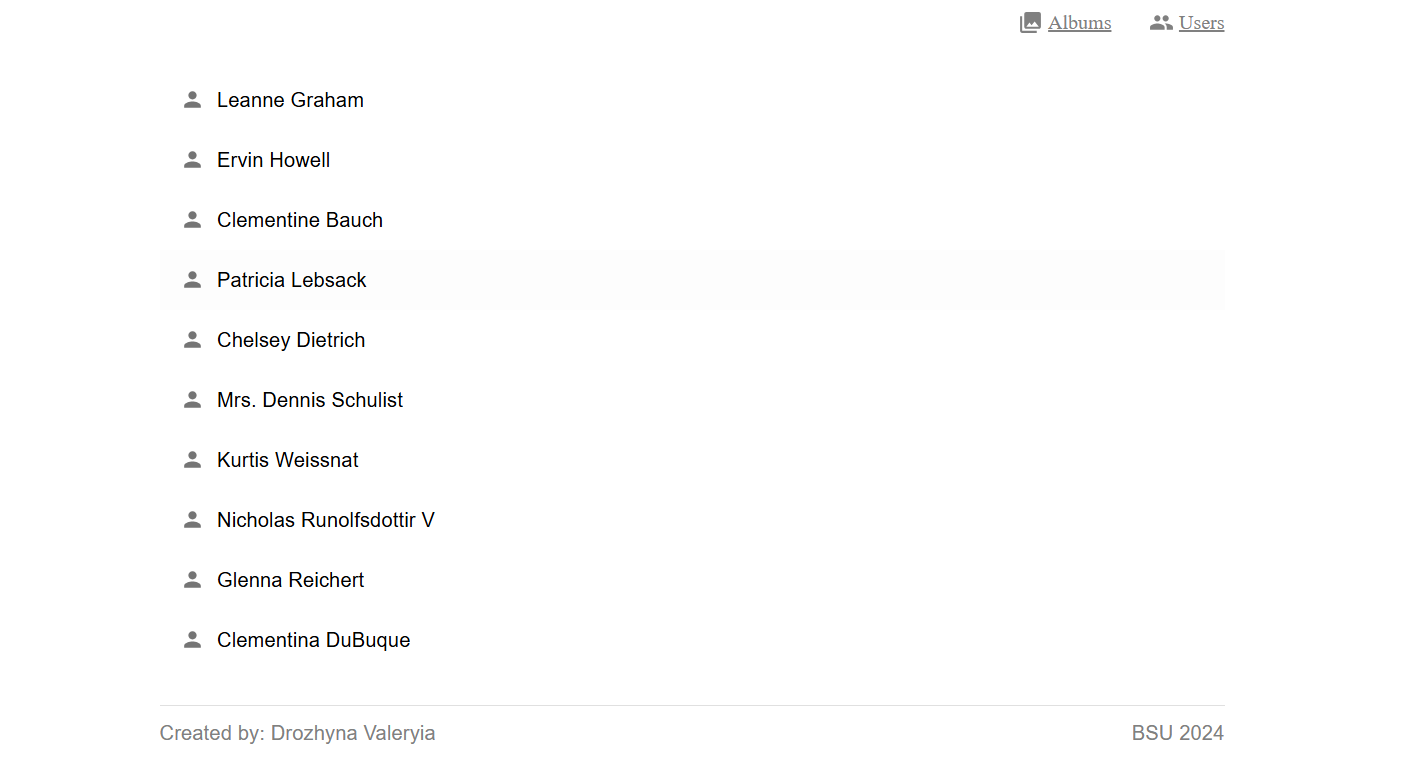 Albums Users
Leanne Graham
Ervin Howell
Clementine Bauch
Patricia Lebsack
Chelsey Dietrich
Mrs. Dennis Schulist
Kurtis Weissnat
Nicholas Runolfsdottir V
Glenna Reichert
Clementina DuBuque
Created by: Drozhyna Valeryia BSU 2024